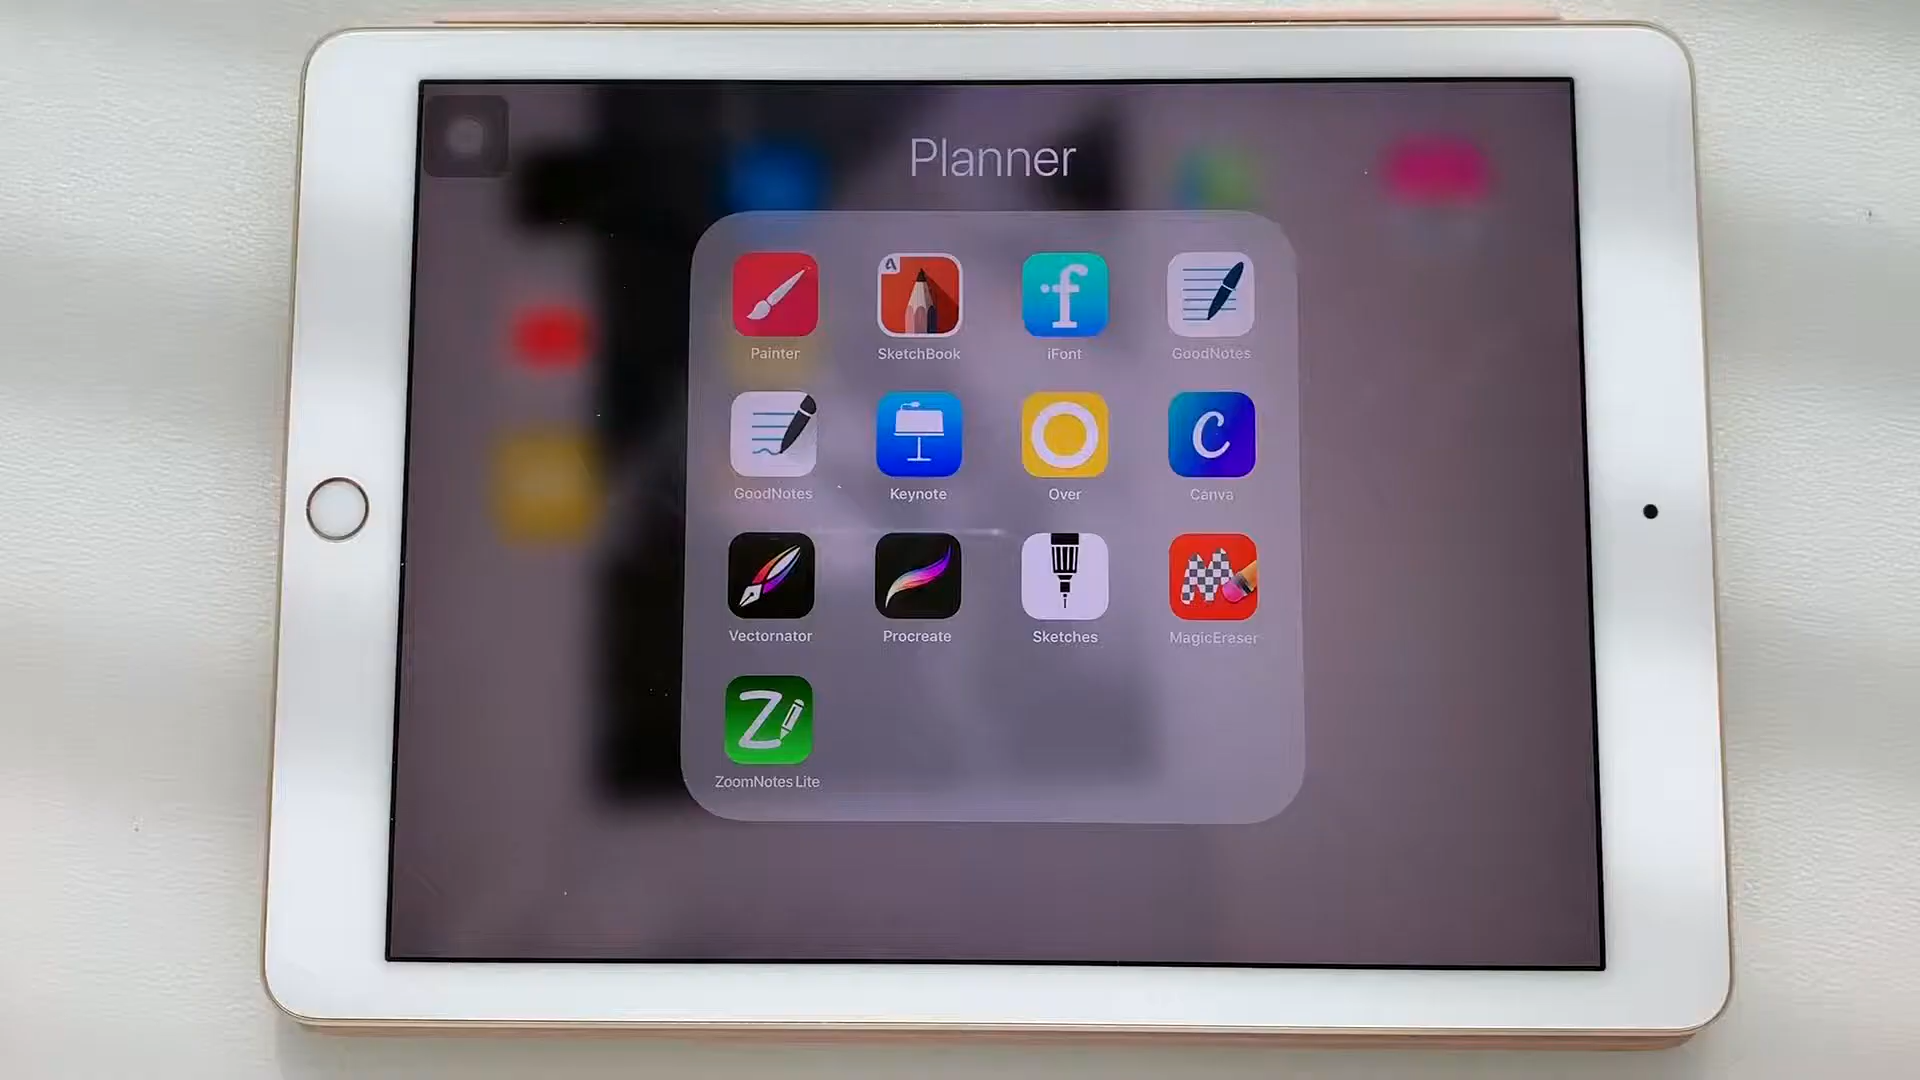 Planner
Painter SketchBook iFont GoodNotes
GoodNotes Keynote Over Canva
Vectornator Procreate Sketches MagicEraser
ZoomNotes Lite